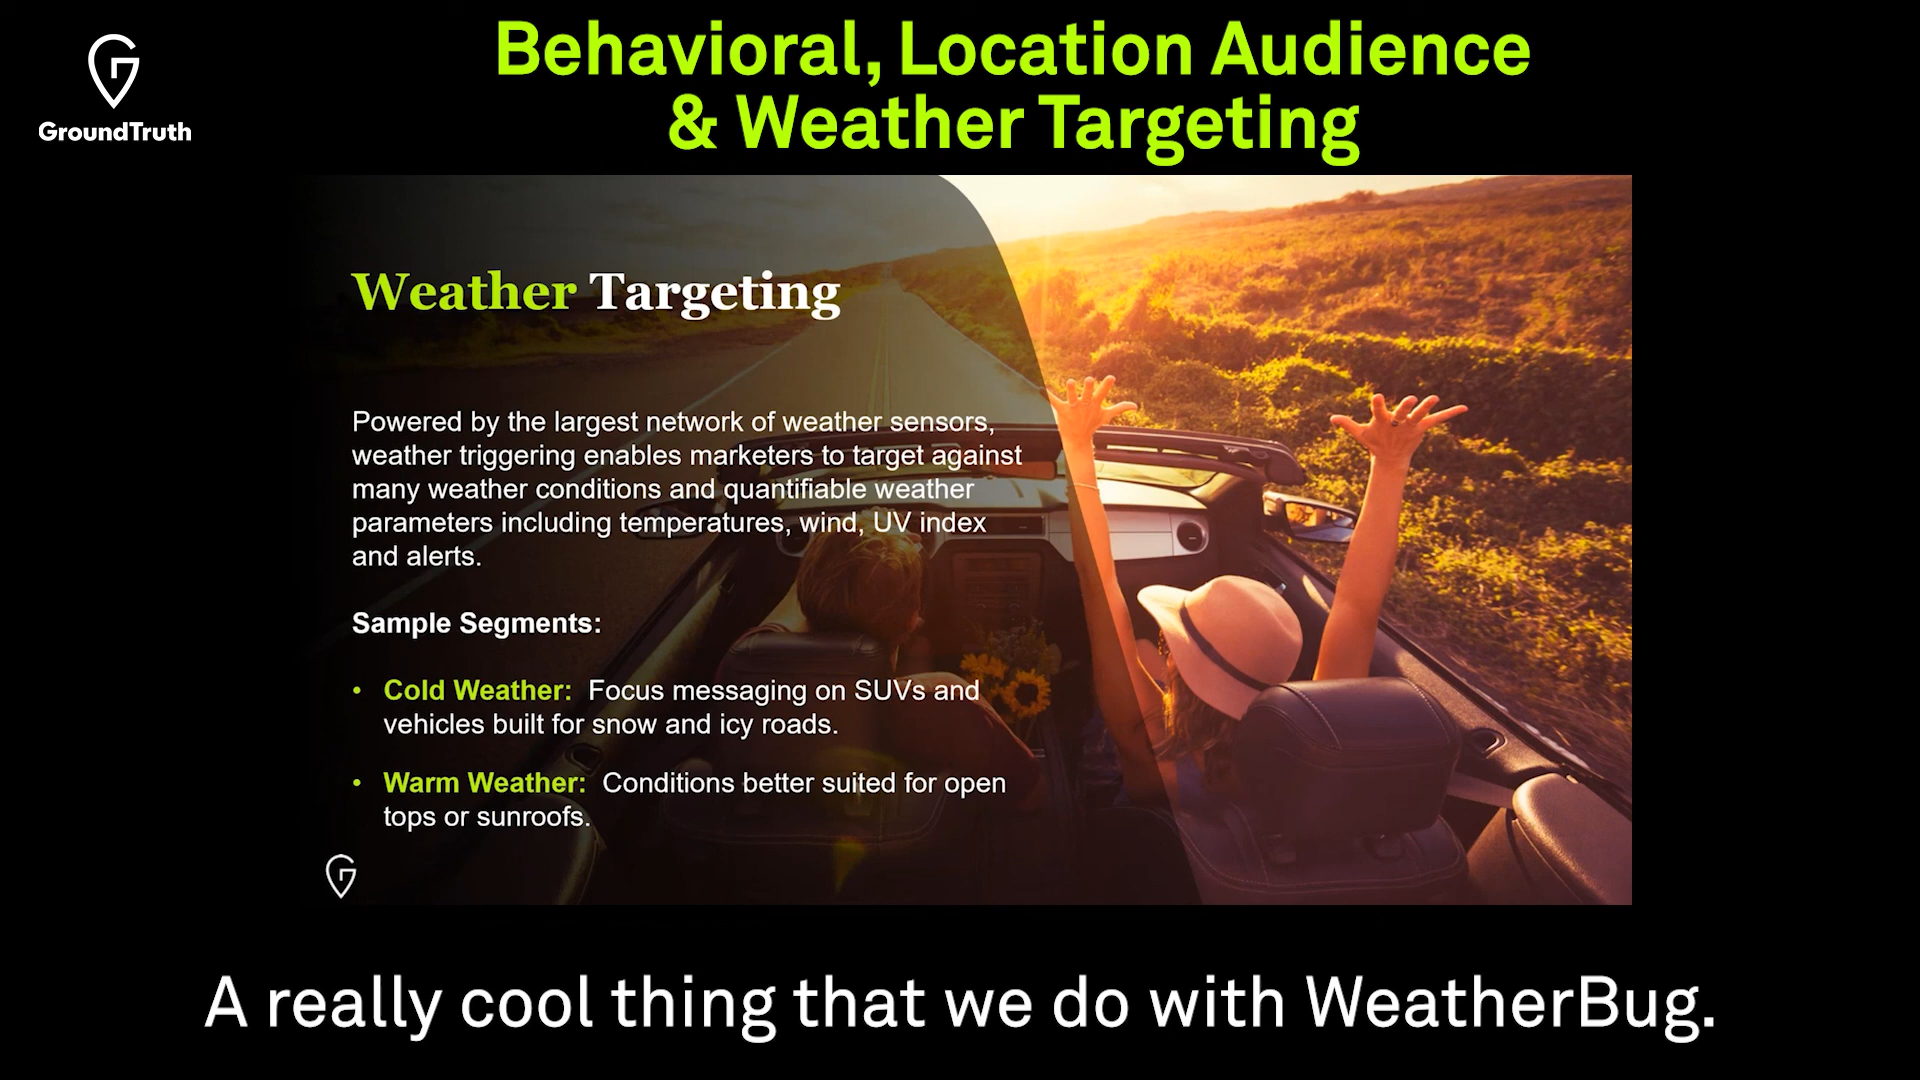 GroundTruth
Behavioral, Location Audience
& Weather Targeting
Weather Targeting
Powered by the largest network of weather sensors,
weather triggering enables marketers to target against
many weather conditions and quantifiable weather
parameters including temperatures, wind, UV index
and alerts.
Sample Segments:
• Cold Weather: Focus messaging on SUVs and
vehicles built for snow and icy roads.
• Warm Weather: Conditions better suited for open
tops or sunroofs.
A really cool thing that we do with WeatherBug.